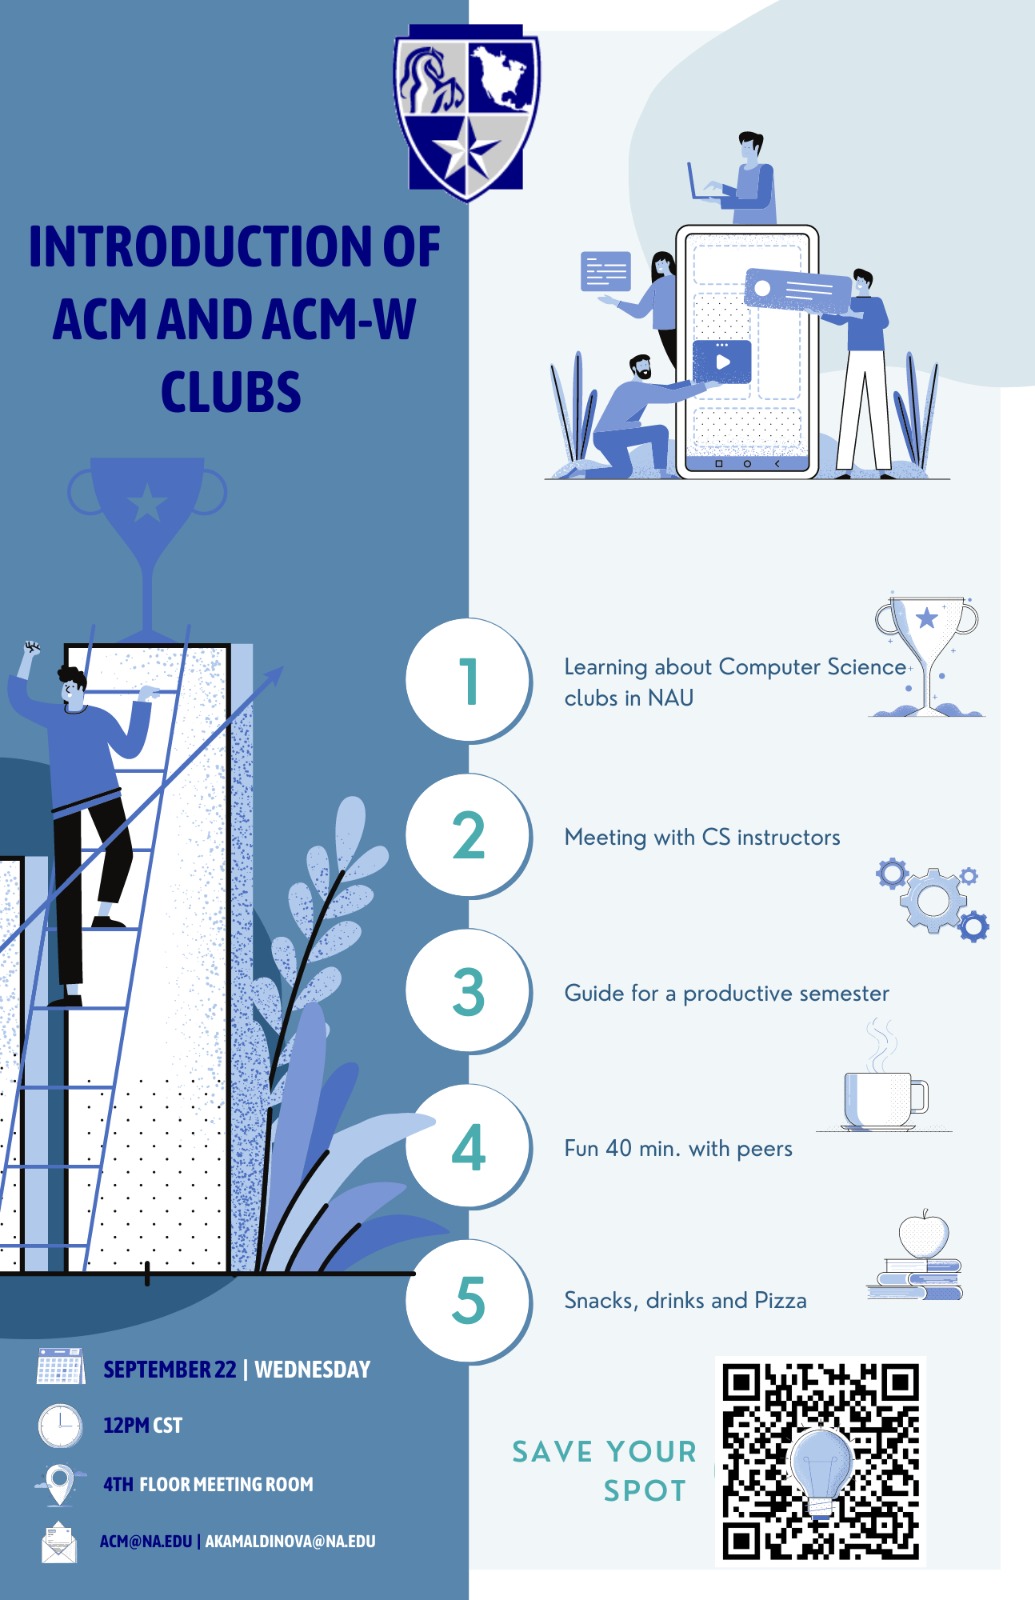 INTRODUCTION OF
ACM AND ACM-W
CLUBS
1
Learning about Computer Science
clubs in NAU
2
Meeting with CS instructors
3
Guide for a productive semester
4
Fun 40 min. with peers
5
Snacks, drinks and Pizza
SEPTEMBER 22 | WEDNESDAY
12PM CST
4TH FLOOR MEETING ROOM
ACM@NA.EDU | AKAMALDINOVA@NA.EDU
SAVE YOUR
SPOT